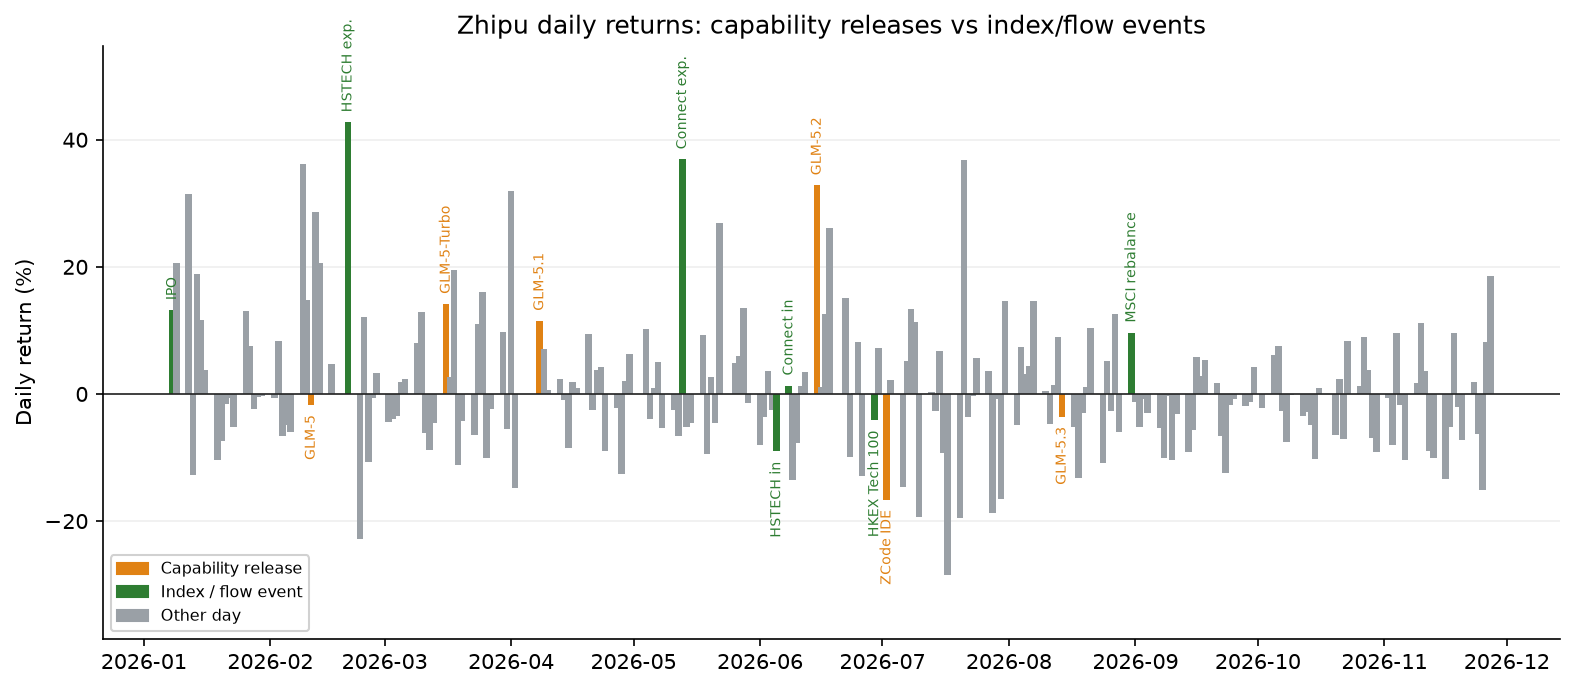 Zhipu daily returns: capability releases vs index/flow events
Daily return (%)
40
20
0
−20
IPO
GLM-5
HSTECH exp.
GLM-5-Turbo
GLM-5.1
Connect exp.
HSTECH in
Connect in
GLM-5.2
HKEX Tech 100
ZCode IDE
GLM-5.3
MSCI rebalance
Capability release
Index / flow event
Other day
2026-01
2026-02
2026-03
2026-04
2026-05
2026-06
2026-07
2026-08
2026-09
2026-10
2026-11
2026-12